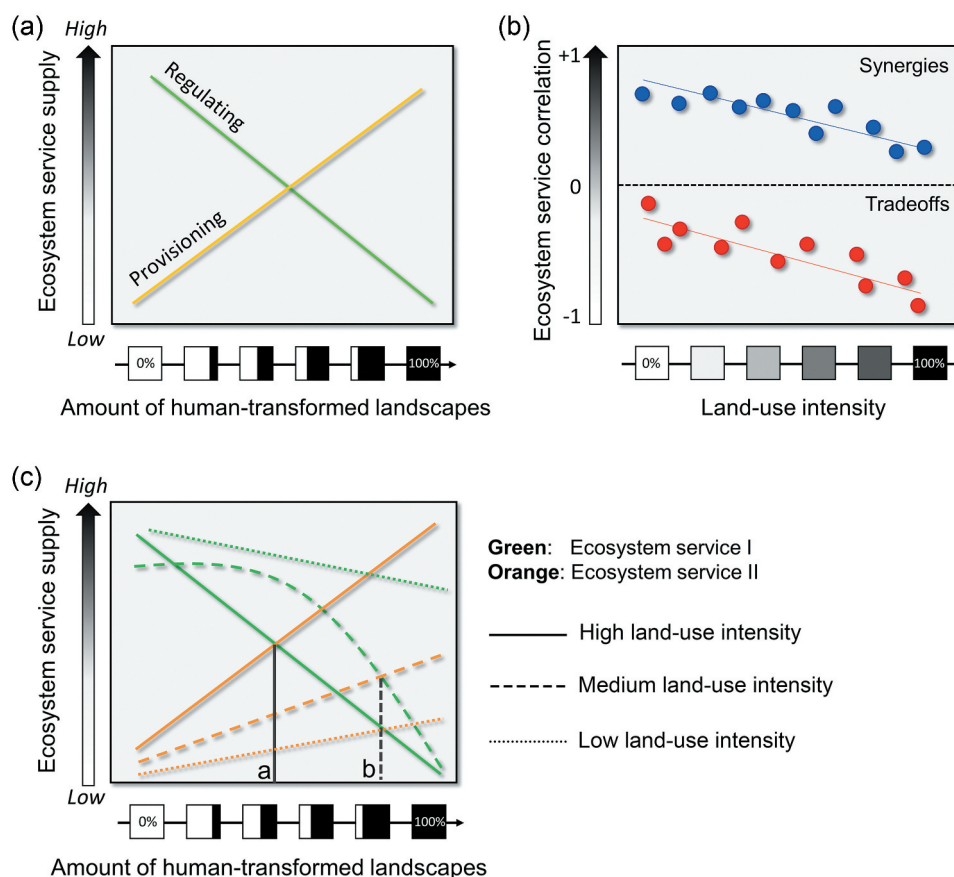 (a)
High
Ecosystem service supply
Low
Regulating
Provisioning
0%
100%
Amount of human-transformed landscapes
(b)
+1
Ecosystem service correlation
0
-1
Synergies
Tradeoffs
0%
100%
Land-use intensity
(c)
High
Ecosystem service supply
Low
a
b
0%
100%
Amount of human-transformed landscapes
Green: Ecosystem service I
Orange: Ecosystem service II
High land-use intensity
Medium land-use intensity
Low land-use intensity